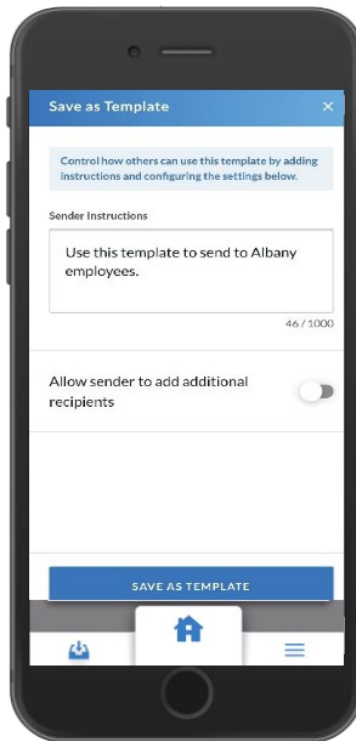 Save as Template
Control how others can use this template by adding
instructions and configuring the settings below.
Sender Instructions
Use this template to send to Albany
employees.
46 / 1000
Allow sender to add additional
recipients
SAVE AS TEMPLATE